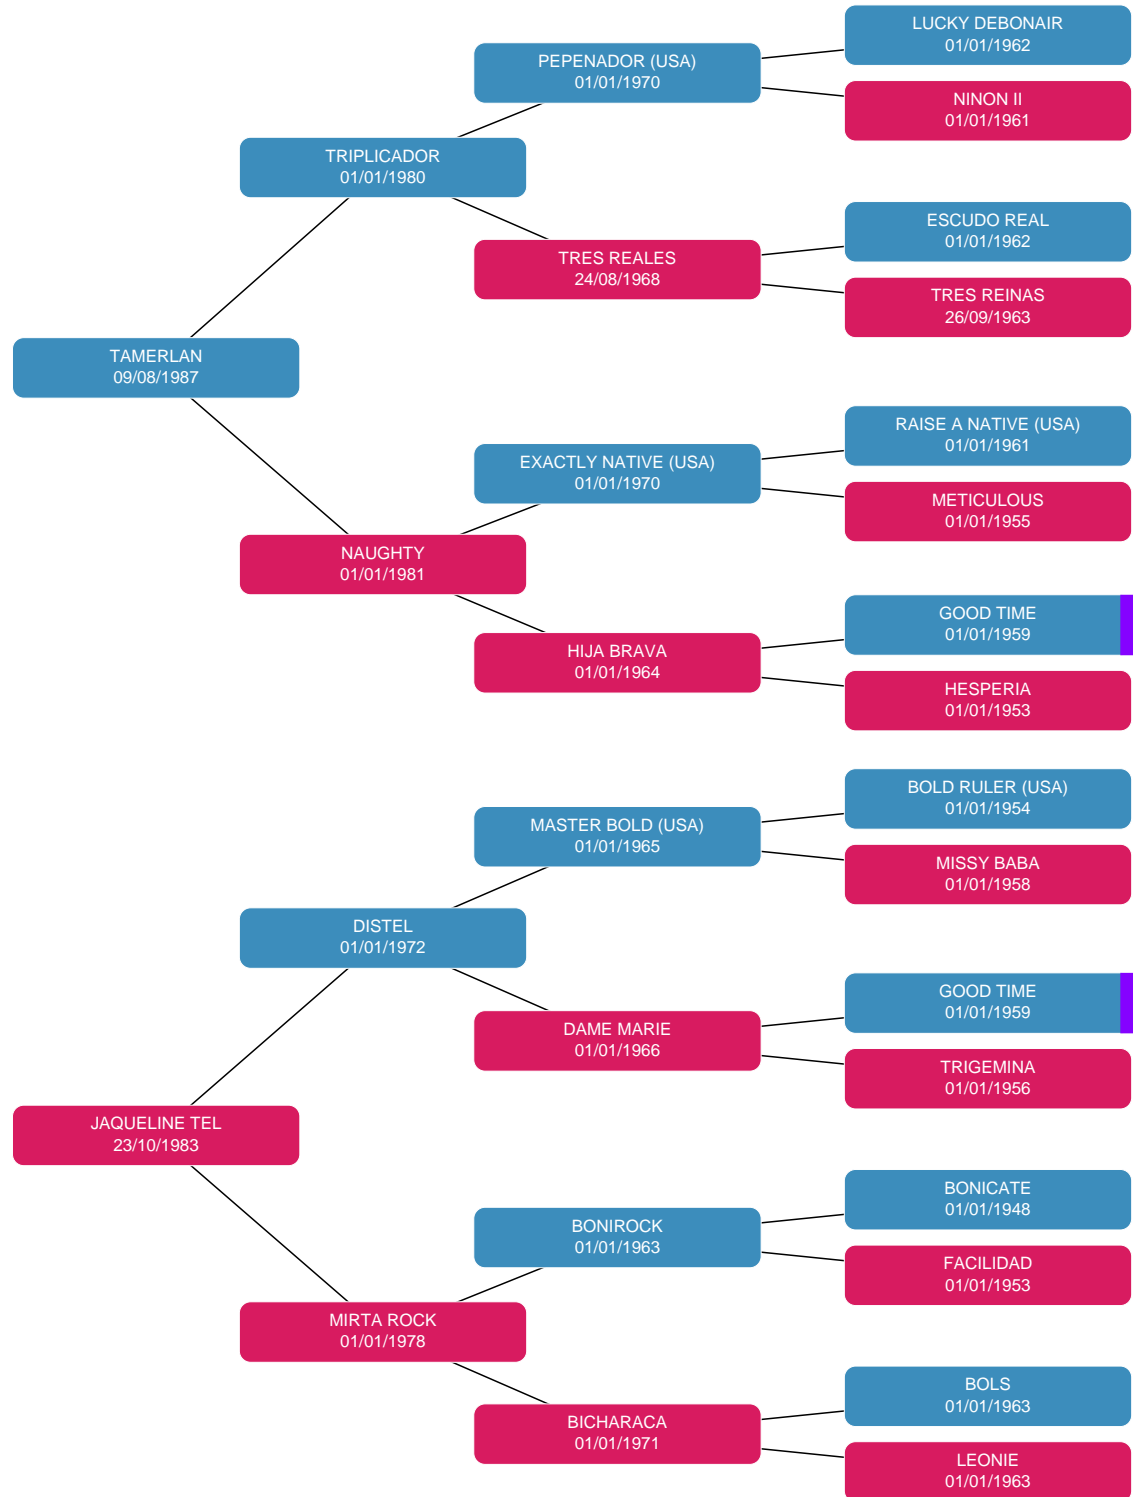 LUCKY DEBONAIR
01/01/1962
PEPENADOR (USA)
01/01/1970
NINON II
01/01/1961
TRIPLICADOR
01/01/1980
ESCUDO REAL
01/01/1962
TRES REALES
24/08/1968
TRES REINAS
26/09/1963
TAMERLAN
09/08/1987
RAISE A NATIVE (USA)
01/01/1961
EXACTLY NATIVE (USA)
01/01/1970
METICULOUS
01/01/1955
NAUGHTY
01/01/1981
GOOD TIME
01/01/1959
HIJA BRAVA
01/01/1964
HESPERIA
01/01/1953
BOLD RULER (USA)
01/01/1954
MASTER BOLD (USA)
01/01/1965
MISSY BABA
01/01/1958
DISTEL
01/01/1972
GOOD TIME
01/01/1959
DAME MARIE
01/01/1966
TRIGEMINA
01/01/1956
JAQUELINE TEL
23/10/1983
BONICATE
01/01/1948
BONIROCK
01/01/1963
FACILIDAD
01/01/1953
MIRTA ROCK
01/01/1978
BOLS
01/01/1963
BICHARACA
01/01/1971
LEONIE
01/01/1963